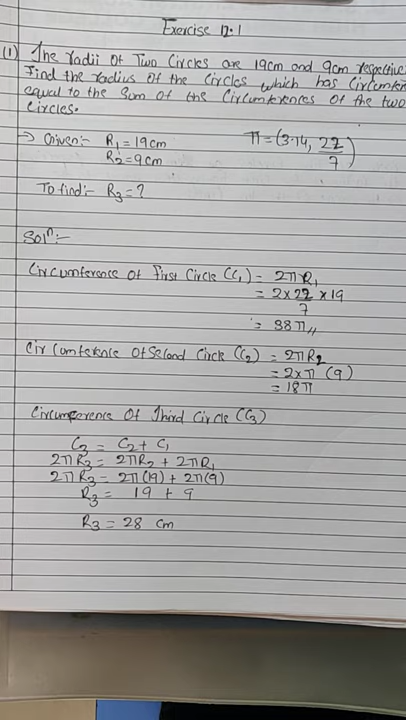 Exercise 12.1
(1) The radii of Two Circles are 19cm and 9cm respective
Find the radius of the Circles which has Circumfer
equal to the Sum of the Circumferences of the two
Circles.
→ Given:- R₁ = 19cm π = (3.14, 22/7)
R₂ = 9cm
To find:- R₃ = ?
Solⁿ:-
Circumference of First Circle (C₁) = 2πR₁
= 2 x 22/7 x 19
= 38π,,
Circumference of Second Circle (C₂) = 2πR₂
= 2xπ (9)
= 18π
Circumference Of Third Circle (C₃)
C₃ = C₂ + C₁
2πR₃ = 2πR₂ + 2πR₁
2πR₃ = 2π(19) + 2π(9)
R₃ = 19 + 9
R₃ = 28 cm